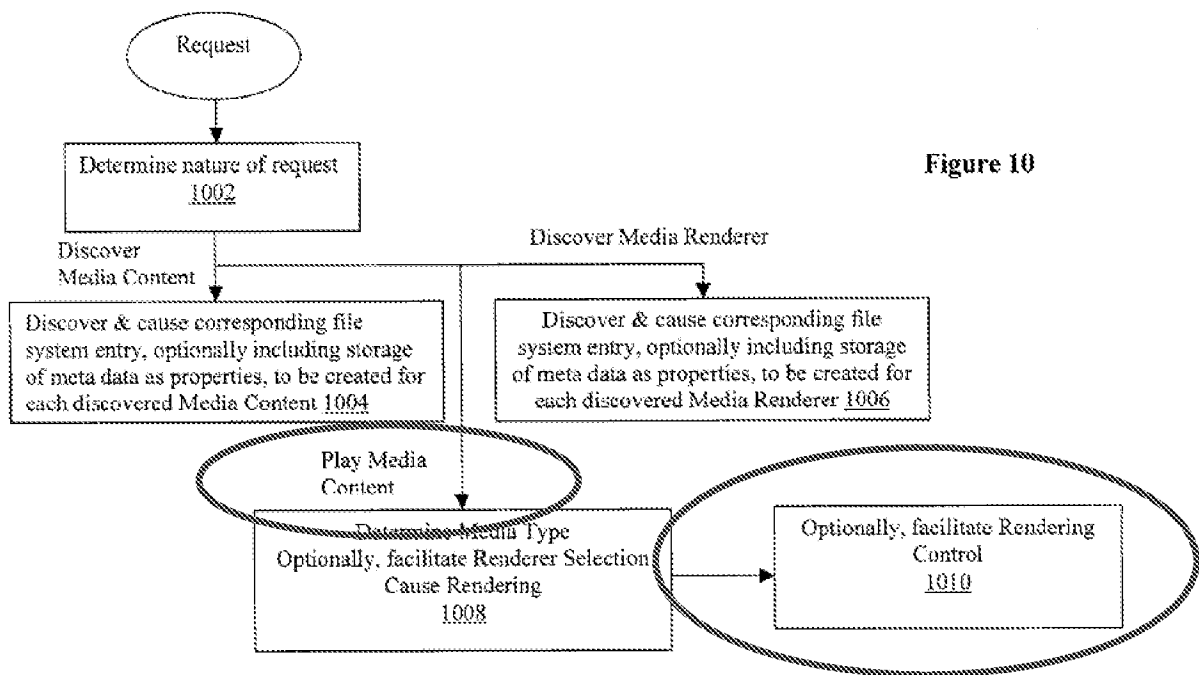 Request
Determine nature of request
1002
Figure 10
Discover
Media Content
Discover Media Renderer
Discover & cause corresponding file
system entry, optionally including storage
of meta data as properties, to be created for
each discovered Media Content 1004
Discover & cause corresponding file
system entry, optionally including storage
of meta data as properties, to be created for
each discovered Media Renderer 1006
Play Media
Content
Determine Media Type
Optionally, facilitate Renderer Selection
Cause Rendering
1008
Optionally, facilitate Rendering
Control
1010